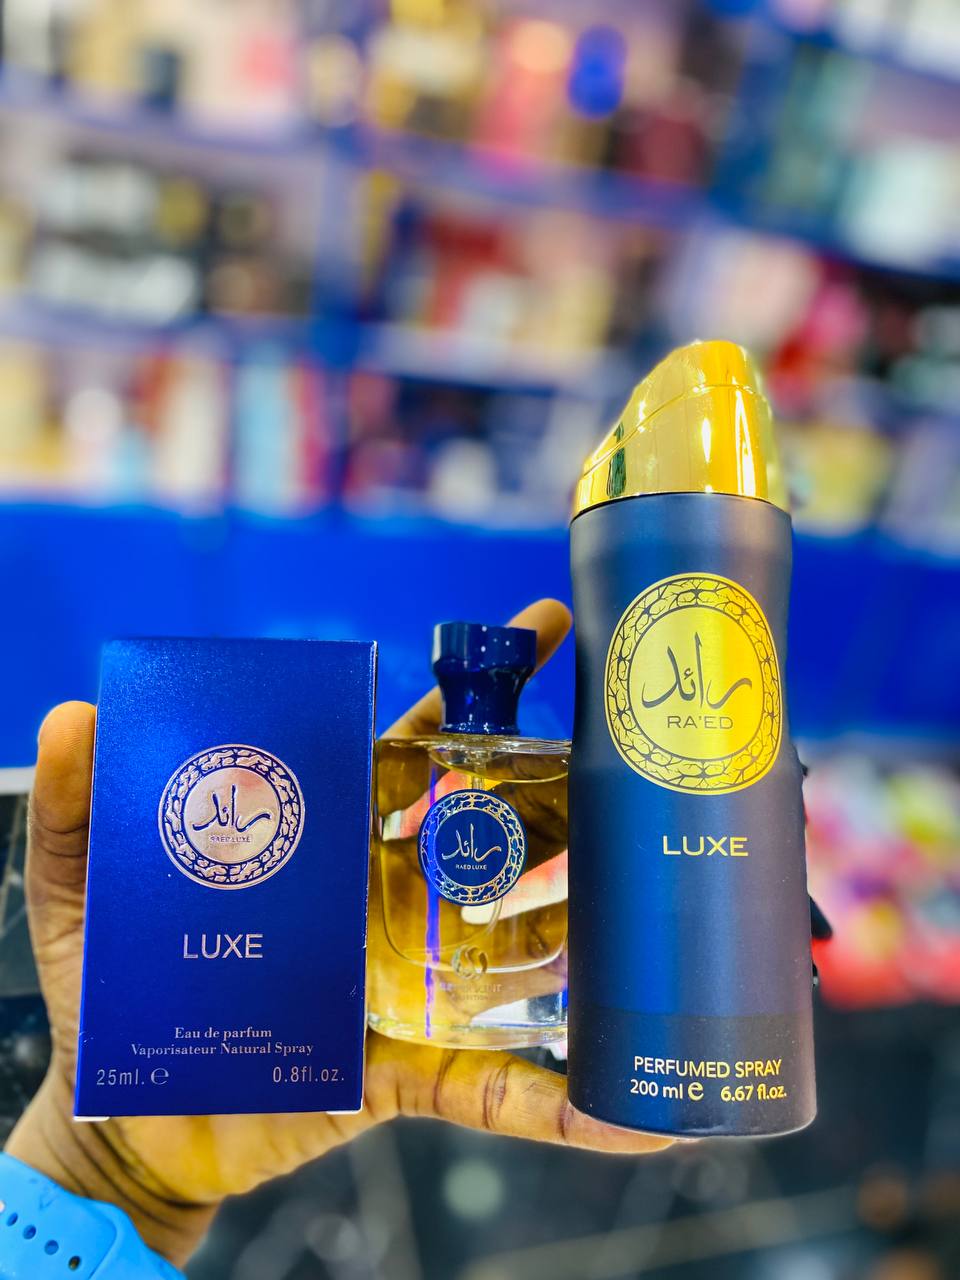 رائد
RAED LUXE
LUXE
Eau de parfum
Vaporisateur Natural Spray
25ml. ℮ 0.8fl.oz.
رائد
RAED LUXE
رائد
RA'ED
LUXE
PERFUMED SPRAY
200 ml ℮ 6.67 fl.oz.